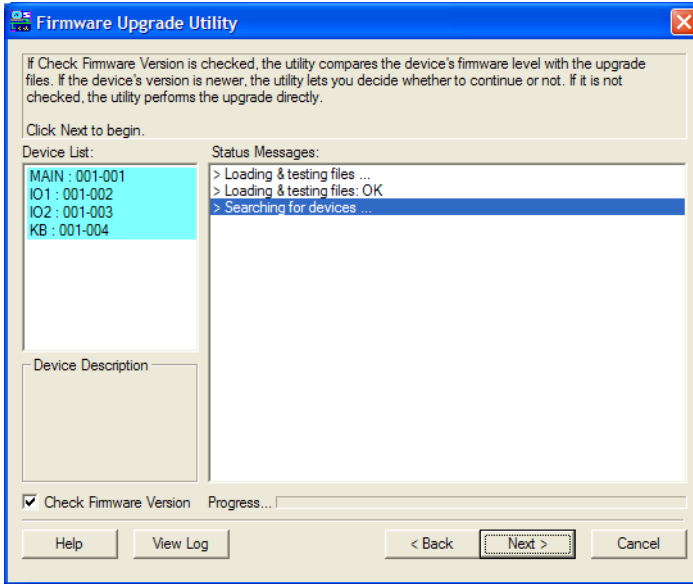 Firmware Upgrade Utility
If Check Firmware Version is checked, the utility compares the device's firmware level with the upgrade
files. If the device's version is newer, the utility lets you decide whether to continue or not. If it is not
checked, the utility performs the upgrade directly.
Click Next to begin.
Device List:
Status Messages:
MAIN : 001-001
IO1 : 001-002
IO2 : 001-003
KB : 001-004
> Loading & testing files ...
> Loading & testing files: OK
> Searching for devices ...
Device Description
Check Firmware Version
Progress...
Help
View Log
< Back
Next >
Cancel